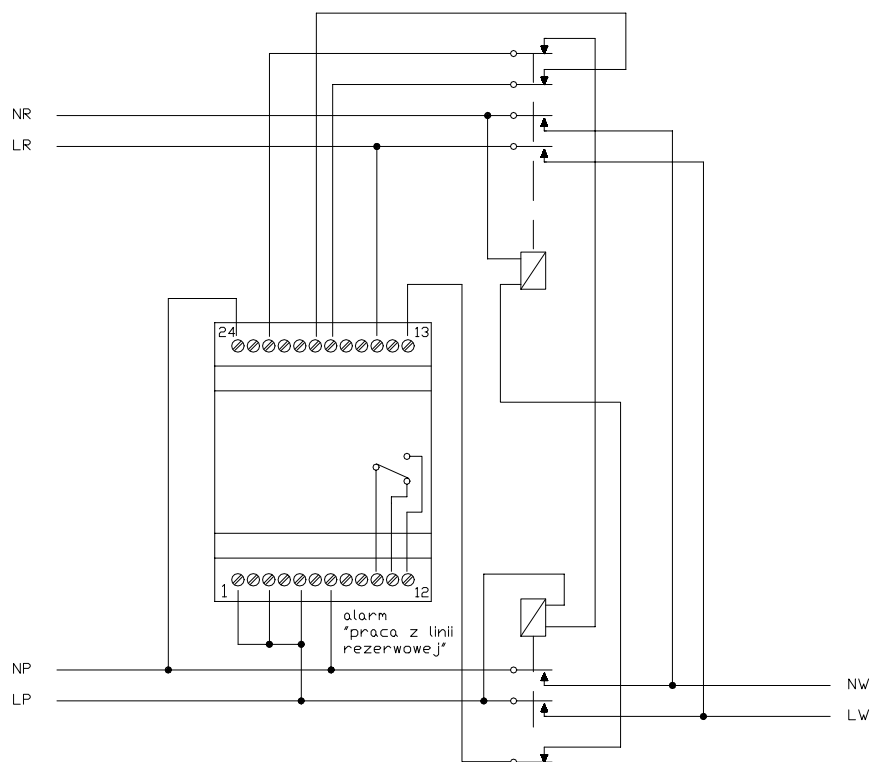 NR
LR
24 13
1 12
alarm
"praca z linii
rezerwowej"
NP
NW
LP
LW